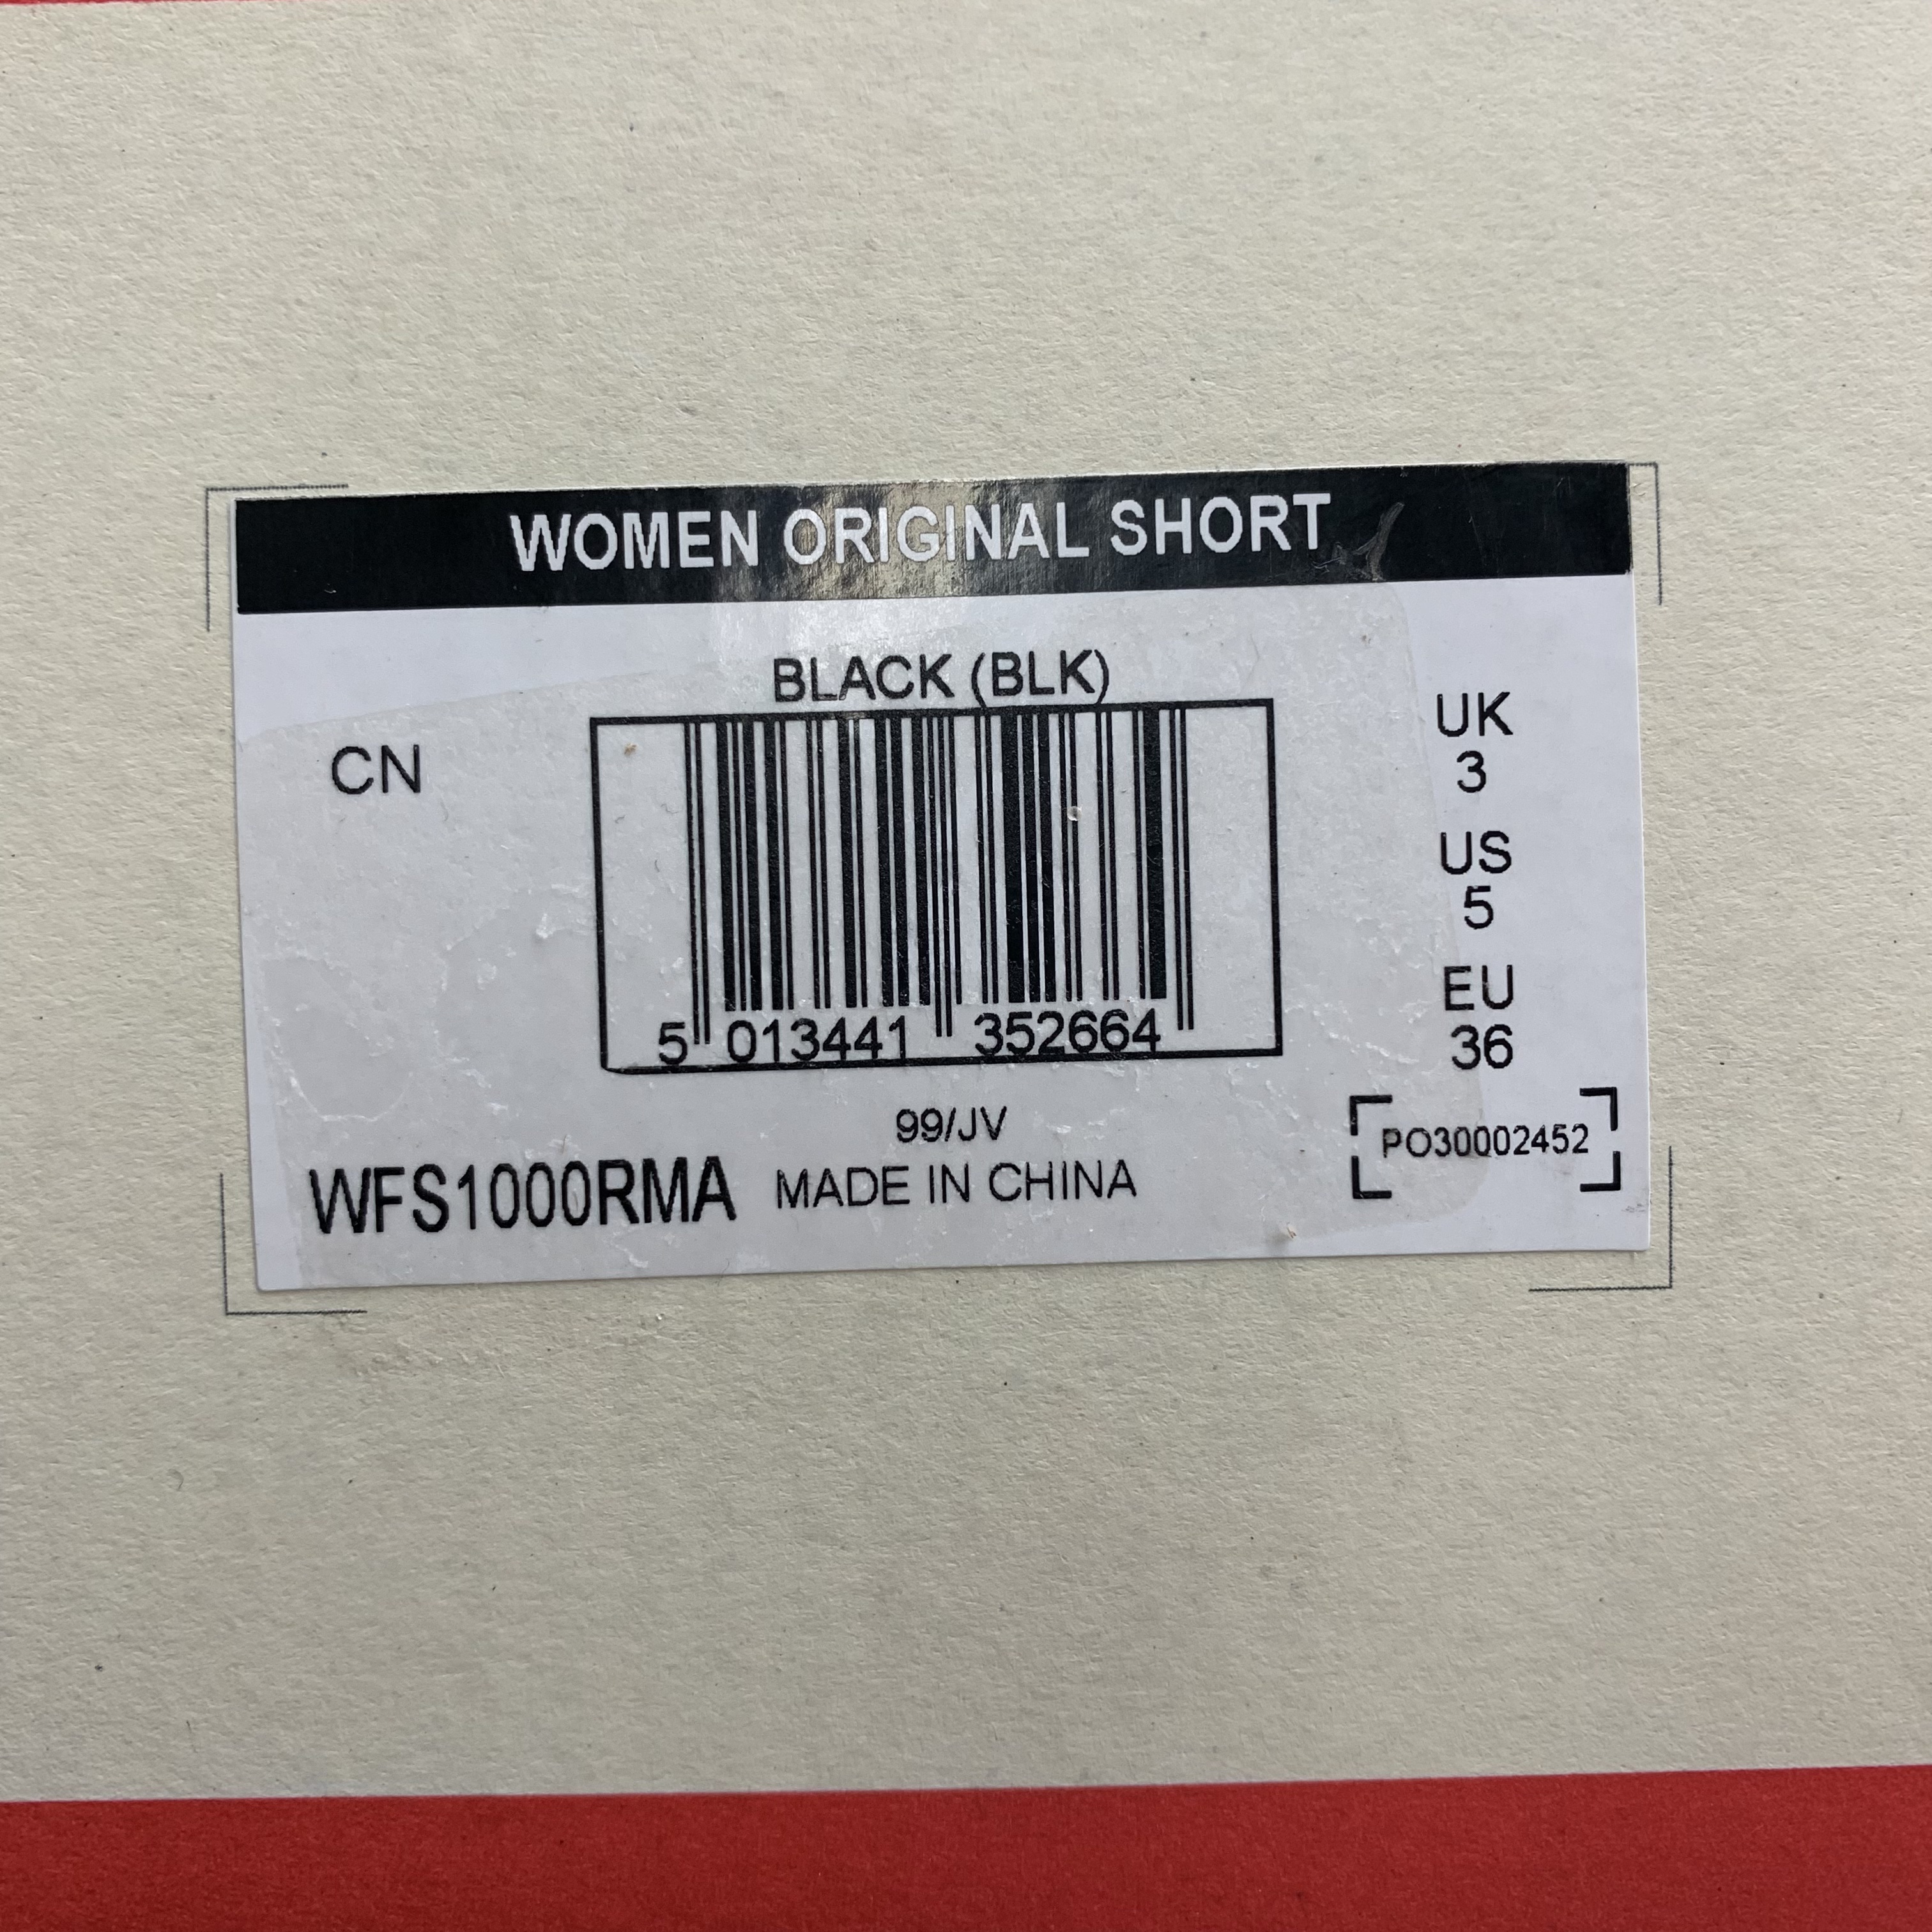 WOMEN ORIGINAL SHORT
BLACK (BLK)
CN
5 013441 352664
UK
3
US
5
EU
36
99/JV
WFS1000RMA
MADE IN CHINA
PO30002452